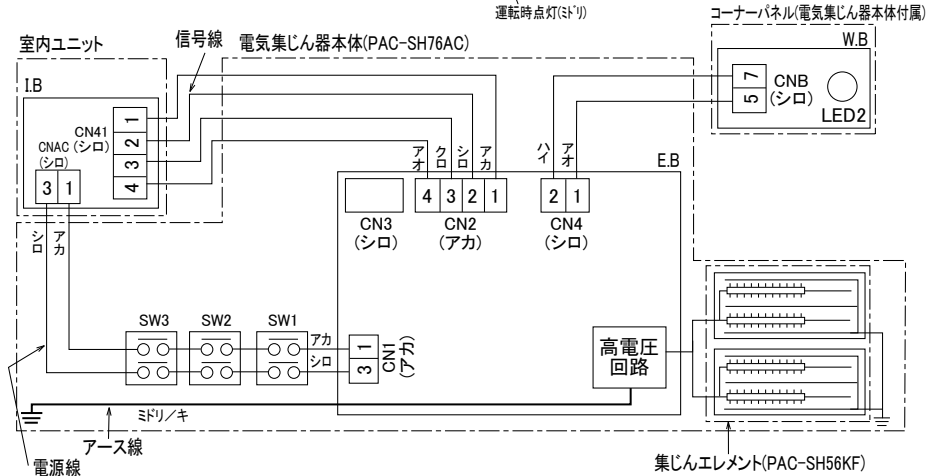 運転時点灯(ミドリ)
コーナーパネル(電気集じん器本体付属)
室内ユニット
信号線
電気集じん器本体(PAC-SH76AC)
W.B
I.B
7
5
CNB
(シロ)
LED2
CN41
(シロ)
1
2
3
4
CNAC
(シロ)
3 1
シロ
アカ
アオ
クロ
シロ
アカ
ハイ
アオ
E.B
4 3 2 1
2 1
CN3
(シロ)
CN2
(アカ)
CN4
(シロ)
SW3
SW2
SW1
アカ
シロ
1
3
CN1
(アカ)
高電圧
回路
ミドリ/キ
アース線
電源線
集じんエレメント(PAC-SH56KF)